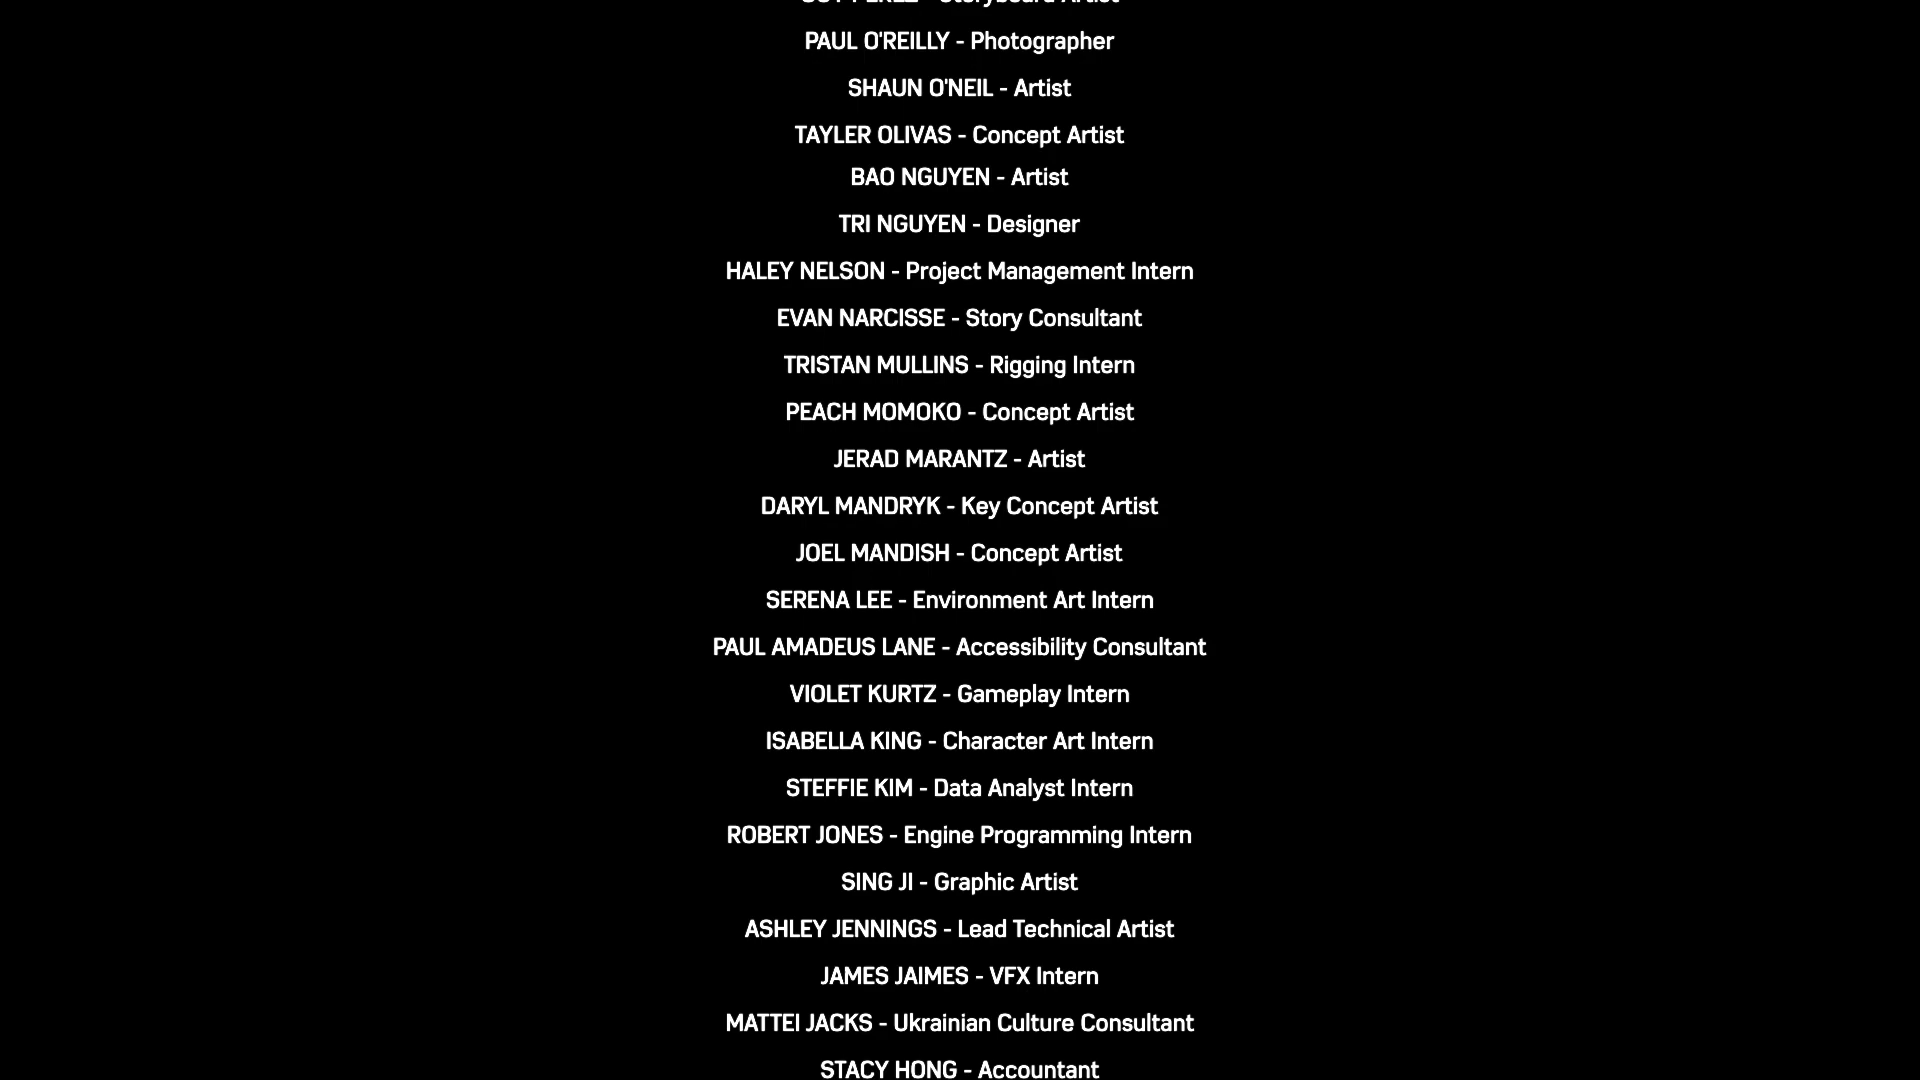 PAUL O'REILLY - Photographer
SHAUN O'NEIL - Artist
TAYLER OLIVAS - Concept Artist
BAO NGUYEN - Artist
TRI NGUYEN - Designer
HALEY NELSON - Project Management Intern
EVAN NARCISSE - Story Consultant
TRISTAN MULLINS - Rigging Intern
PEACH MOMOKO - Concept Artist
JERAD MARANTZ - Artist
DARYL MANDRYK - Key Concept Artist
JOEL MANDISH - Concept Artist
SERENA LEE - Environment Art Intern
PAUL AMADEUS LANE - Accessibility Consultant
VIOLET KURTZ - Gameplay Intern
ISABELLA KING - Character Art Intern
STEFFIE KIM - Data Analyst Intern
ROBERT JONES - Engine Programming Intern
SING JI - Graphic Artist
ASHLEY JENNINGS - Lead Technical Artist
JAMES JAIMES - VFX Intern
MATTEI JACKS - Ukrainian Culture Consultant
STACY HONG - Accountant